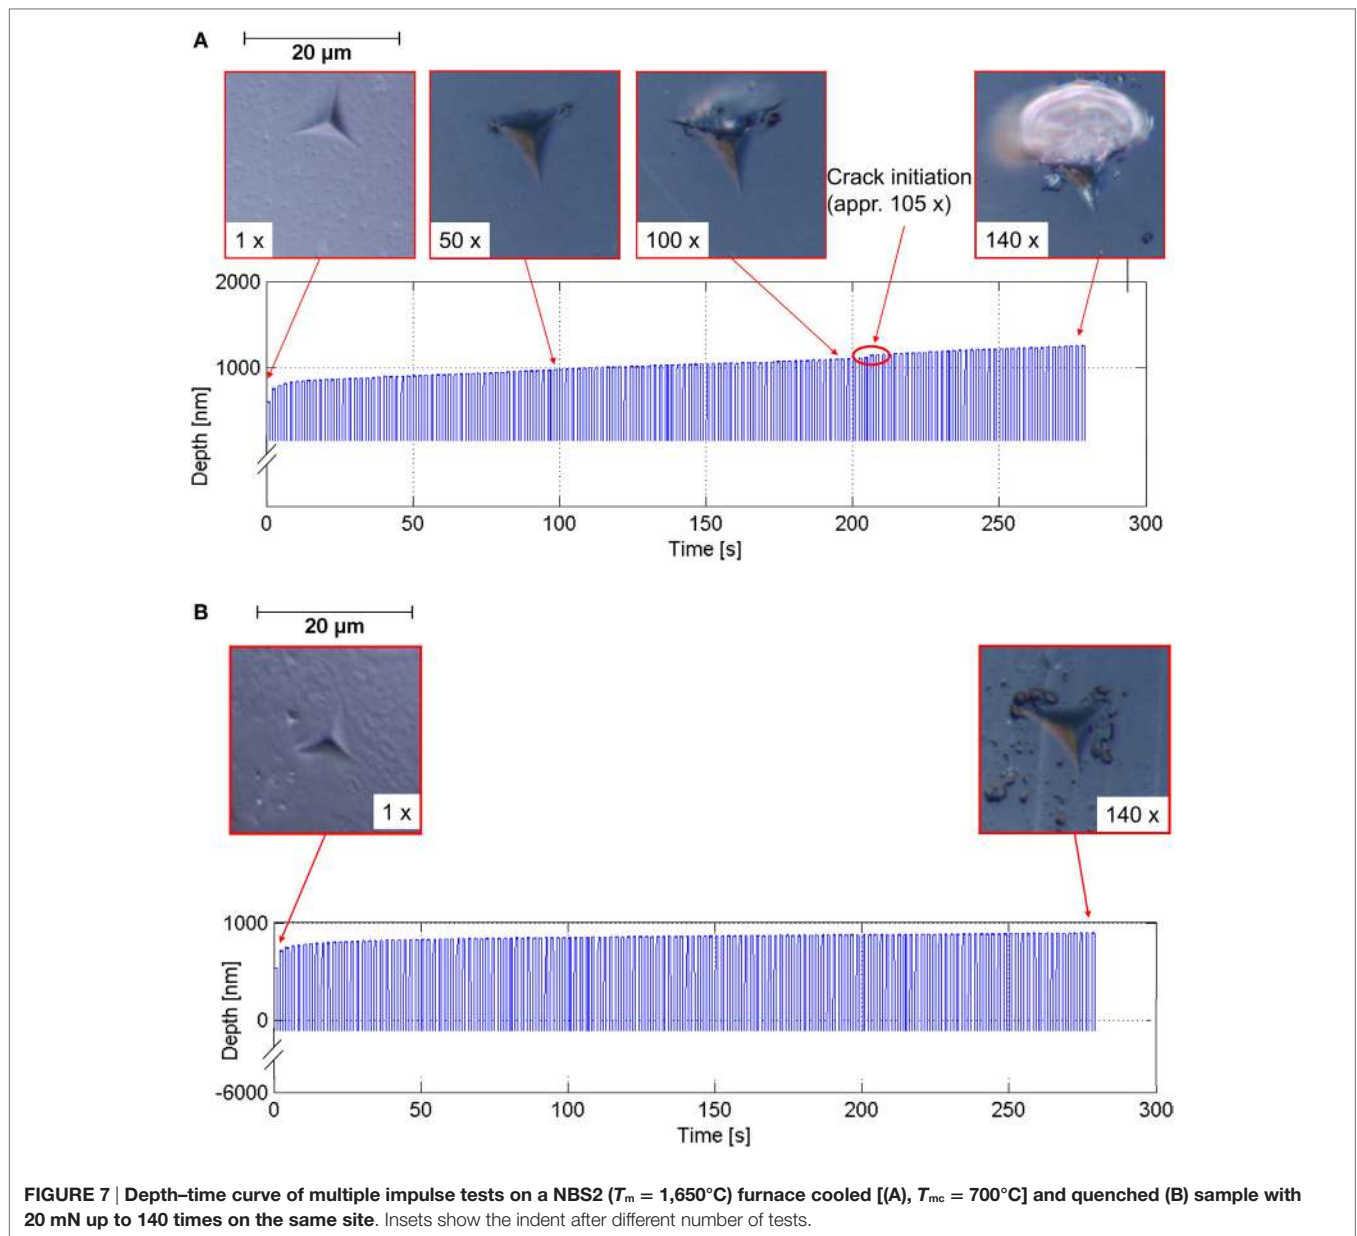 A
20 µm
1 x
50 x
100 x
Crack initiation
(appr. 105 x)
140 x
2000
1000
Depth [nm]
0
50
100
150
200
250
300
Time [s]
B
20 µm
1 x
140 x
1000
0
-6000
Depth [nm]
0
50
100
150
200
250
300
Time [s]
FIGURE 7 | Depth–time curve of multiple impulse tests on a NBS2 (Tm = 1,650°C) furnace cooled [(A), Tmc = 700°C] and quenched (B) sample with
20 mN up to 140 times on the same site. Insets show the indent after different number of tests.